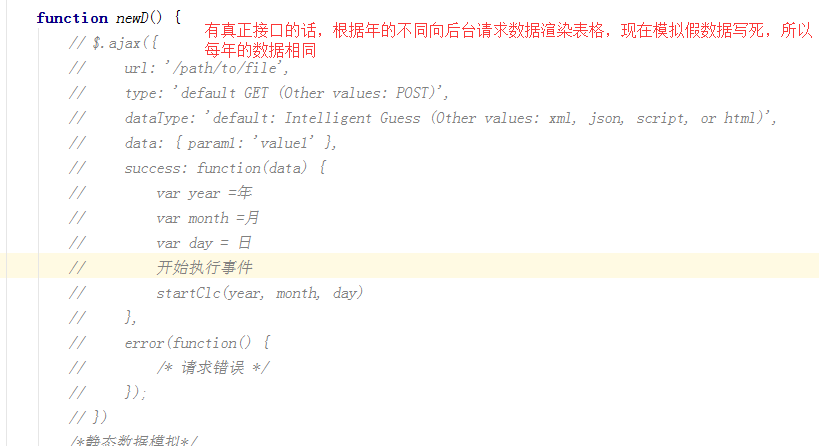 function newD() {
有真正接口的话，根据年的不同向后台请求数据渲染表格，现在模拟假数据写死，所以
每年的数据相同
// $.ajax({
//     url: '/path/to/file',
//     type: 'default GET (Other values: POST)',
//     dataType: 'default: Intelligent Guess (Other values: xml, json, script, or html)',
//     data: { param1: 'value1' },
//     success: function(data) {
//         var year =年
//         var month =月
//         var day = 日
//         开始执行事件
//         startClc(year, month, day)
//     },
//     error(function() {
//         /* 请求错误 */
//     });
// })
/*静态数据模拟*/